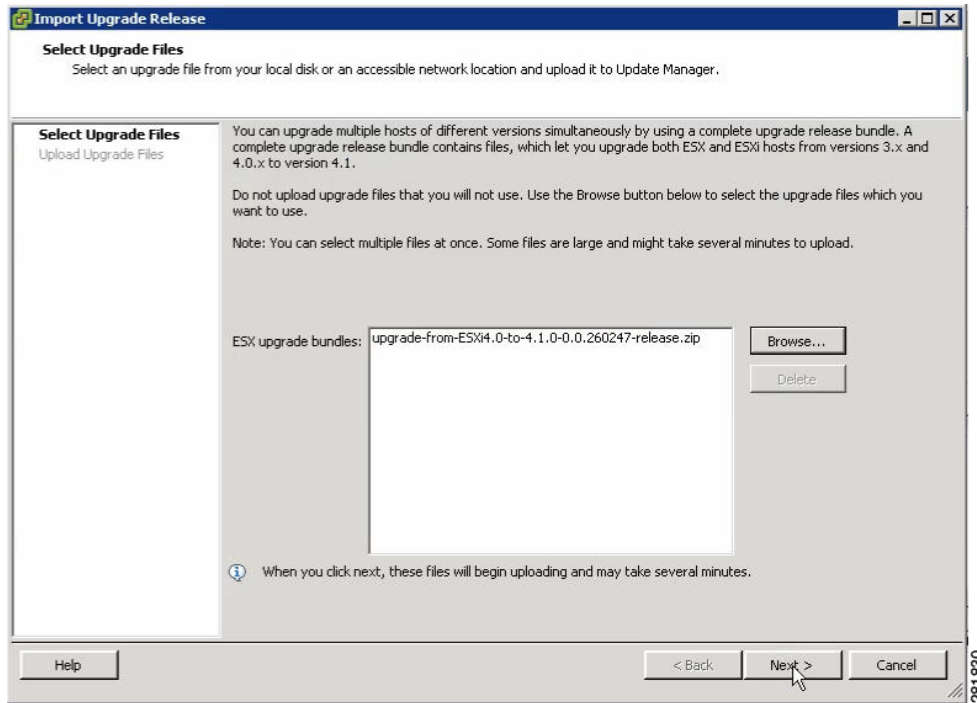 Import Upgrade Release
Select Upgrade Files
Select an upgrade file from your local disk or an accessible network location and upload it to Update Manager.
Select Upgrade Files
Upload Upgrade Files
You can upgrade multiple hosts of different versions simultaneously by using a complete upgrade release bundle. A
complete upgrade release bundle contains files, which let you upgrade both ESX and ESXi hosts from versions 3.x and
4.0.x to version 4.1.
Do not upload upgrade files that you will not use. Use the Browse button below to select the upgrade files which you
want to use.
Note: You can select multiple files at once. Some files are large and might take several minutes to upload.
ESX upgrade bundles:
upgrade-from-ESXi4.0-to-4.1.0-0.0.260247-release.zip
Browse...
Delete
When you click next, these files will begin uploading and may take several minutes.
Help
< Back
Next >
Cancel
281830